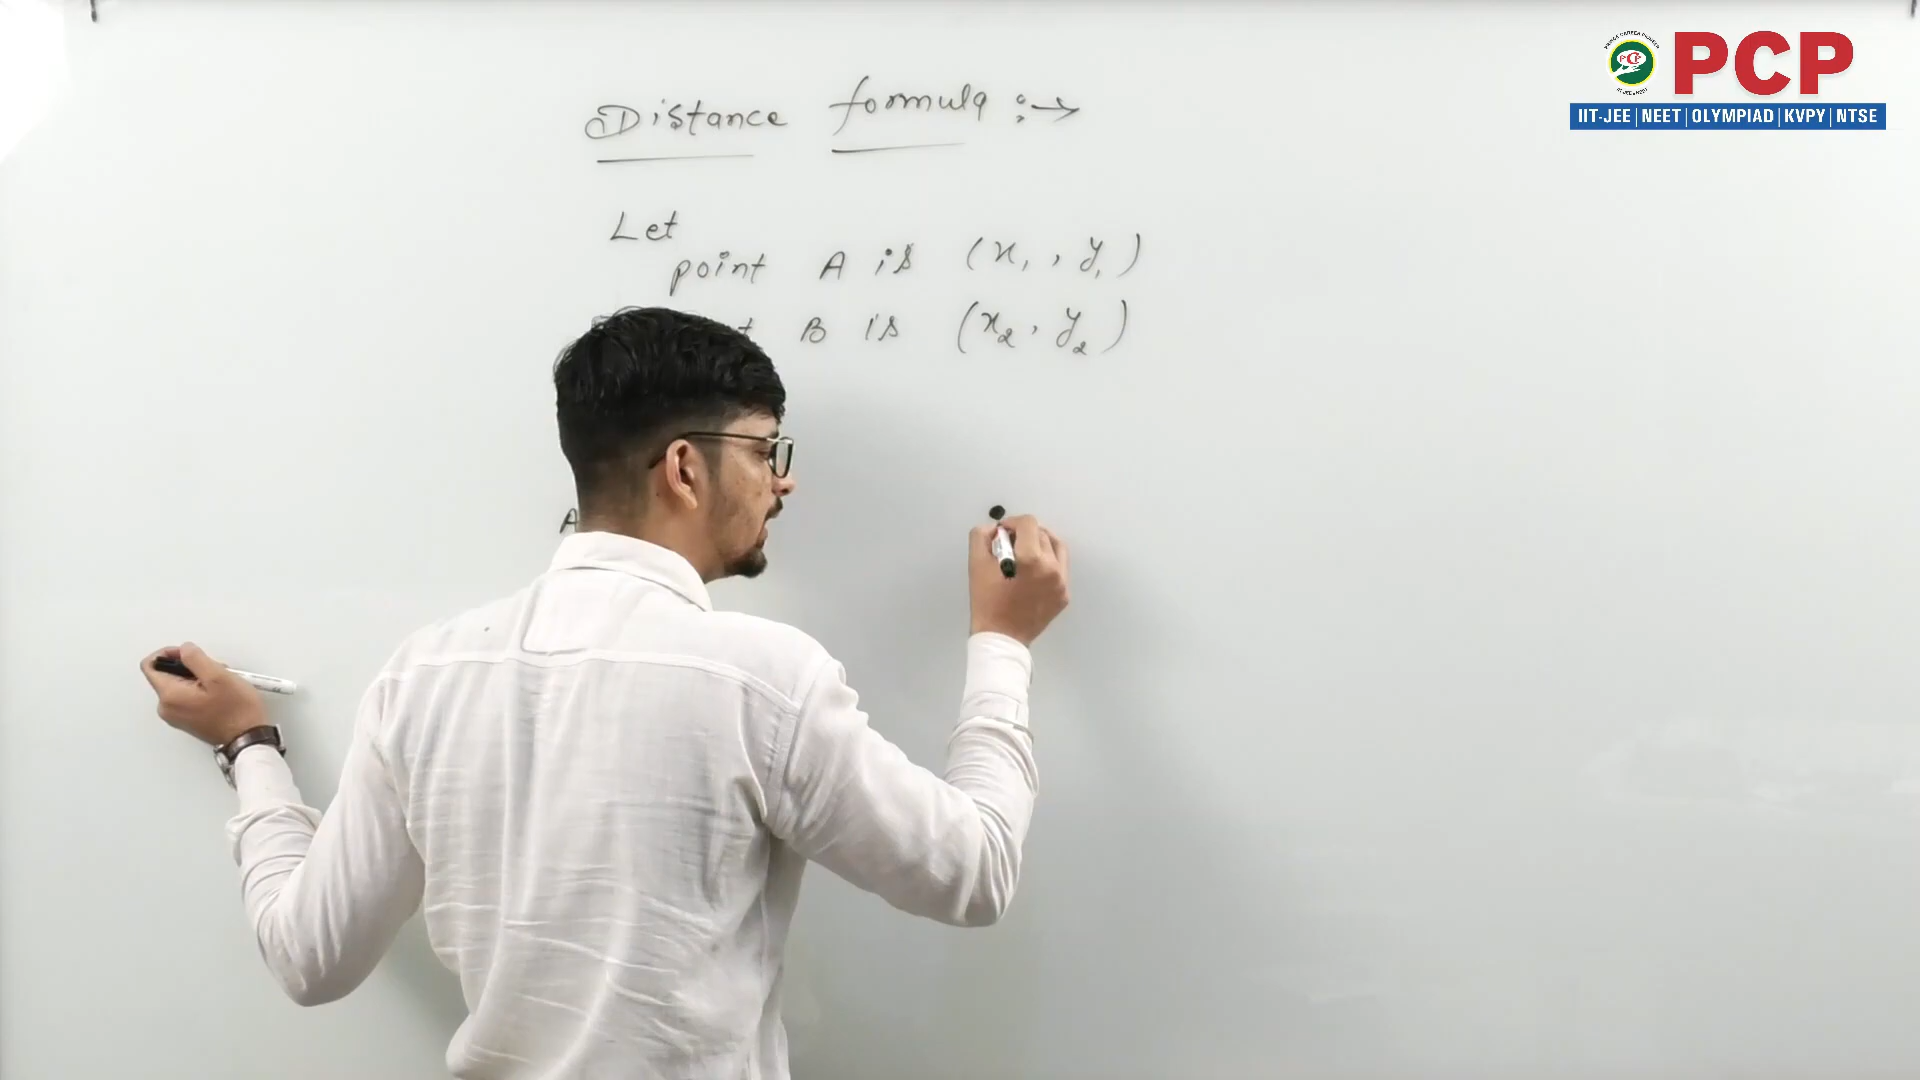 PCP
IIT-JEE | NEET | OLYMPIAD | KVPY | NTSE
Distance formula :→
Let
point A is (x₁, y₁)
B is (x₂, y₂)
A